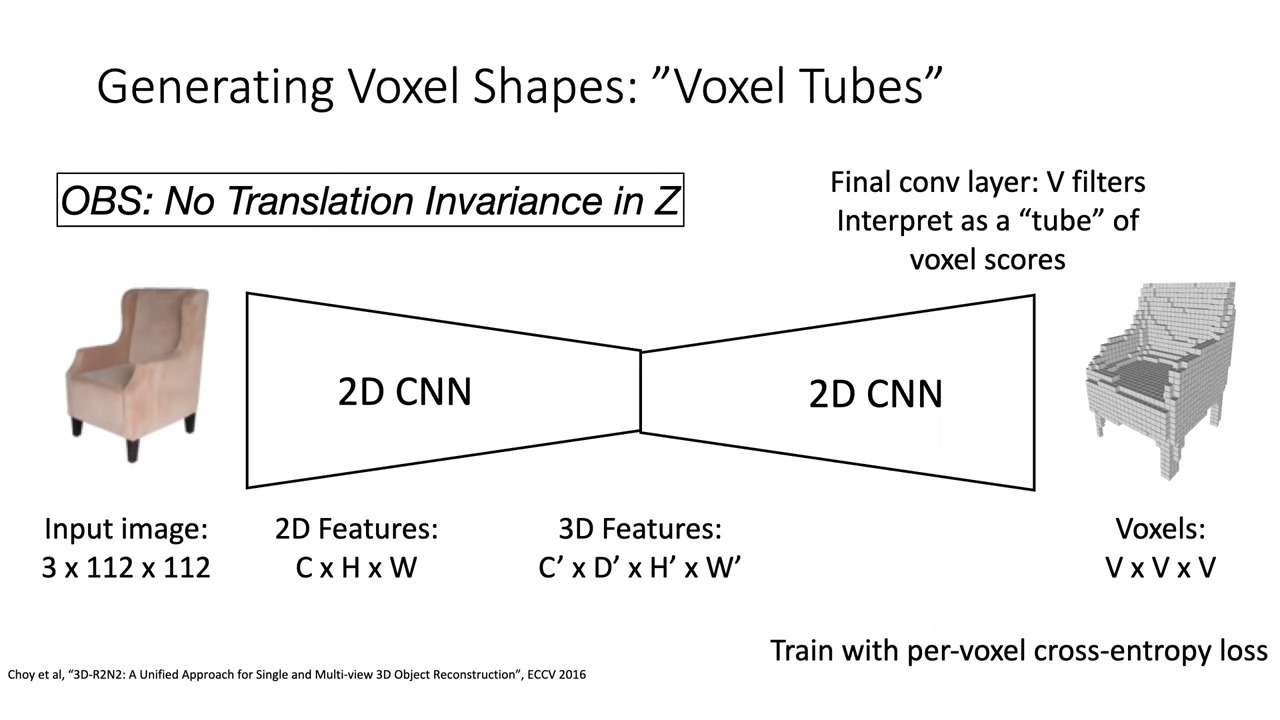 Generating Voxel Shapes: ”Voxel Tubes”
OBS: No Translation Invariance in Z
Final conv layer: V filters
Interpret as a “tube” of
voxel scores
2D CNN
2D CNN
Input image:
3 x 112 x 112
2D Features:
C x H x W
3D Features:
C’ x D’ x H’ x W’
Voxels:
V x V x V
Train with per-voxel cross-entropy loss
Choy et al, “3D-R2N2: A Unified Approach for Single and Multi-view 3D Object Reconstruction”, ECCV 2016